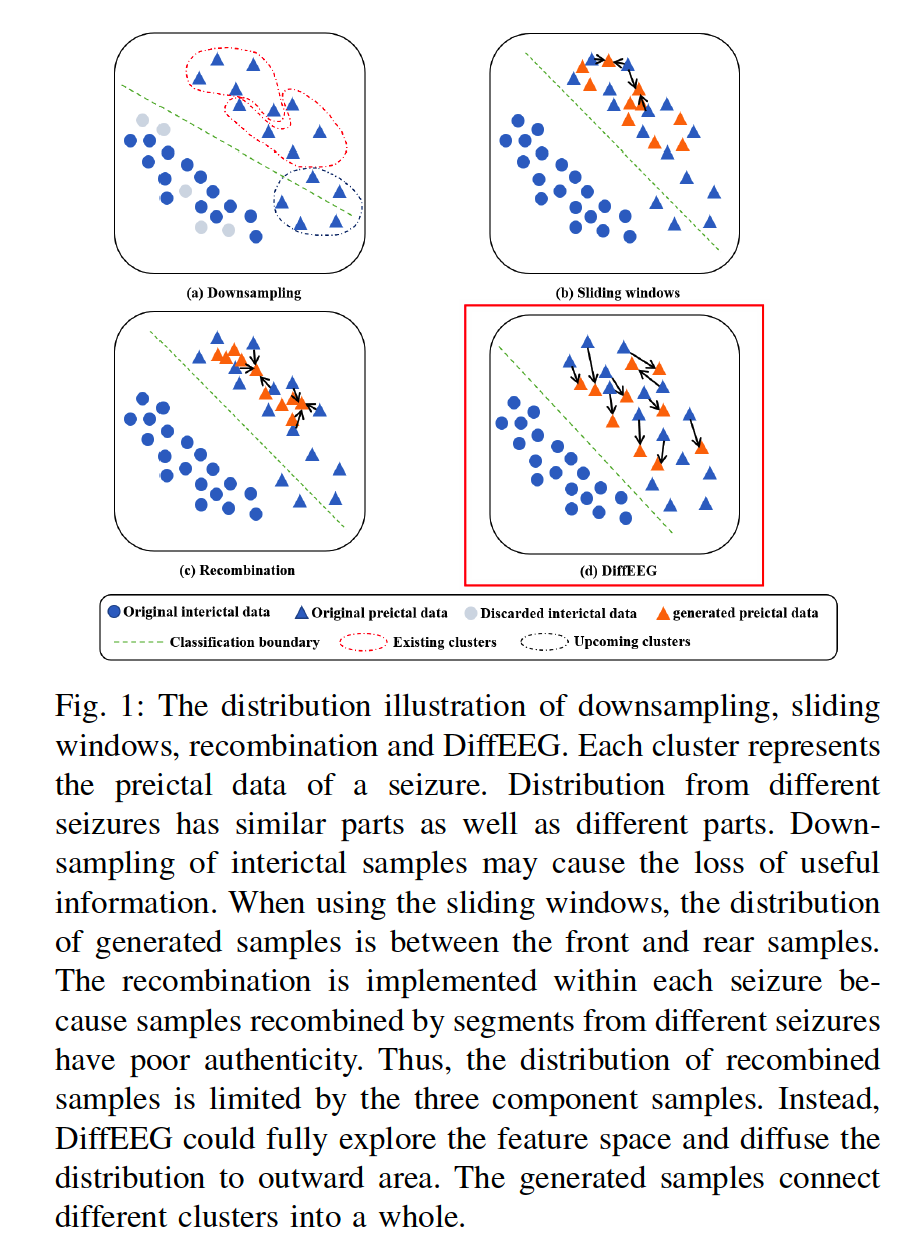 (a) Downsampling
(b) Sliding windows
(c) Recombination
(d) DiffEEG
Original interictal data
Original preictal data
Discarded interictal data
generated preictal data
Classification boundary
Existing clusters
Upcoming clusters
Fig. 1: The distribution illustration of downsampling, sliding
windows, recombination and DiffEEG. Each cluster represents
the preictal data of a seizure. Distribution from different
seizures has similar parts as well as different parts. Down-
sampling of interictal samples may cause the loss of useful
information. When using the sliding windows, the distribution
of generated samples is between the front and rear samples.
The recombination is implemented within each seizure be-
cause samples recombined by segments from different seizures
have poor authenticity. Thus, the distribution of recombined
samples is limited by the three component samples. Instead,
DiffEEG could fully explore the feature space and diffuse the
distribution to outward area. The generated samples connect
different clusters into a whole.